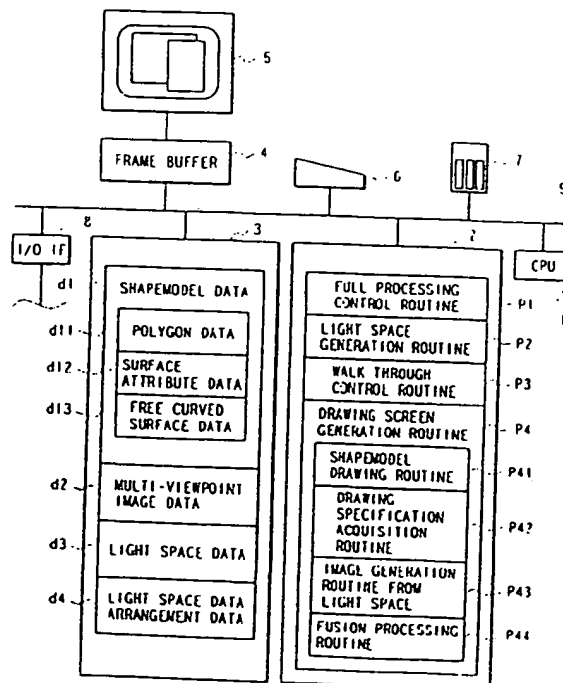 5
FRAME BUFFER
4
6
7
9
8
I/O IF
3
2
CPU
d1
SHAPEMODEL DATA
d11
POLYGON DATA
d12
SURFACE
ATTRIBUTE DATA
d13
FREE CURVED
SURFACE DATA
d2
MULTI-VIEWPOINT
IMAGE DATA
d3
LIGHT SPACE DATA
d4
LIGHT SPACE DATA
ARRANGEMENT DATA
FULL PROCESSING
CONTROL ROUTINE
P1
LIGHT SPACE
GENERATION ROUTINE
P2
WALK THROUGH
CONTROL ROUTINE
P3
DRAWING SCREEN
GENERATION ROUTINE
P4
SHAPEMODEL
DRAWING ROUTINE
P41
DRAWING
SPECIFICATION
ACQUISITION
ROUTINE
P42
IMAGE GENERATION
ROUTINE FROM
LIGHT SPACE
P43
FUSION PROCESSING
ROUTINE
P44